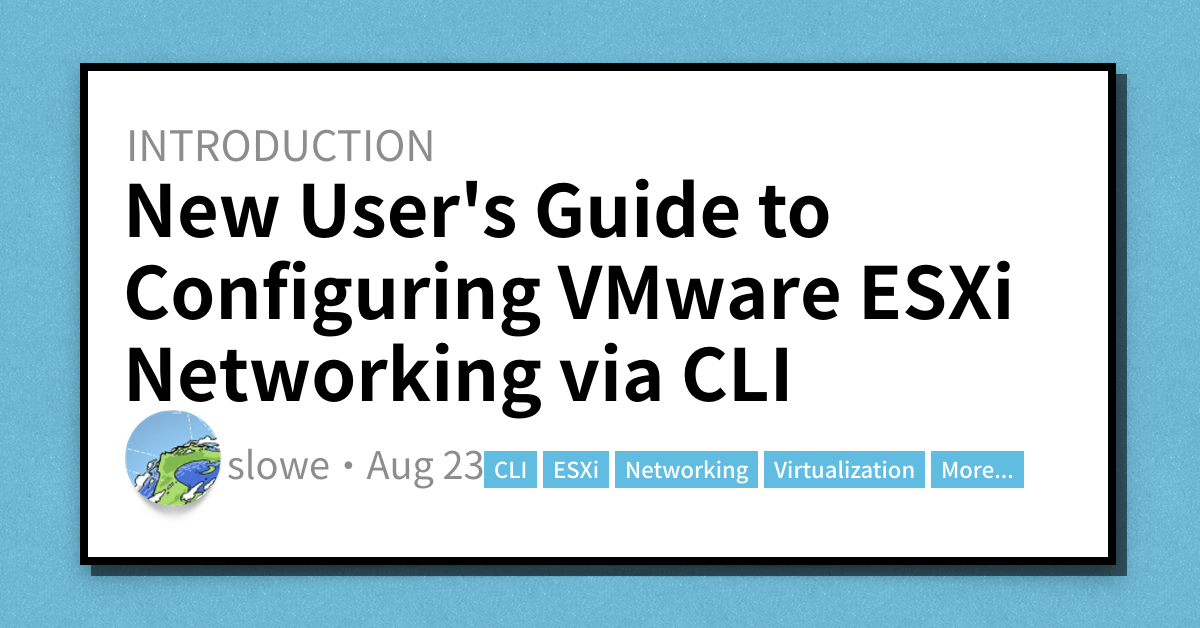 INTRODUCTION
New User's Guide to
Configuring VMware ESXi
Networking via CLI
slowe • Aug 23 CLI ESXi Networking Virtualization More...